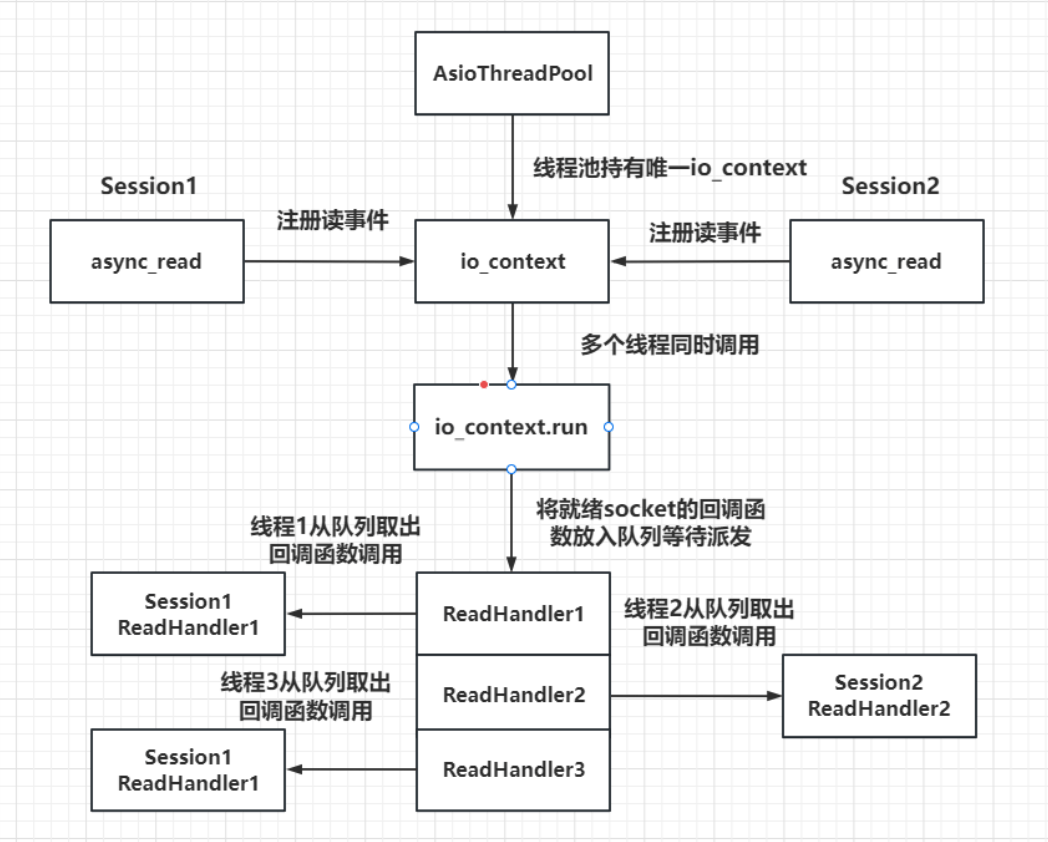 AsioThreadPool
线程池持有唯一io_context
Session1
Session2
注册读事件
注册读事件
async_read
io_context
async_read
多个线程同时调用
io_context.run
将就绪socket的回调函
数放入队列等待派发
线程1从队列取出
回调函数调用
Session1
ReadHandler1
ReadHandler1
线程2从队列取出
回调函数调用
线程3从队列取出
回调函数调用
ReadHandler2
Session2
ReadHandler2
Session1
ReadHandler1
ReadHandler3